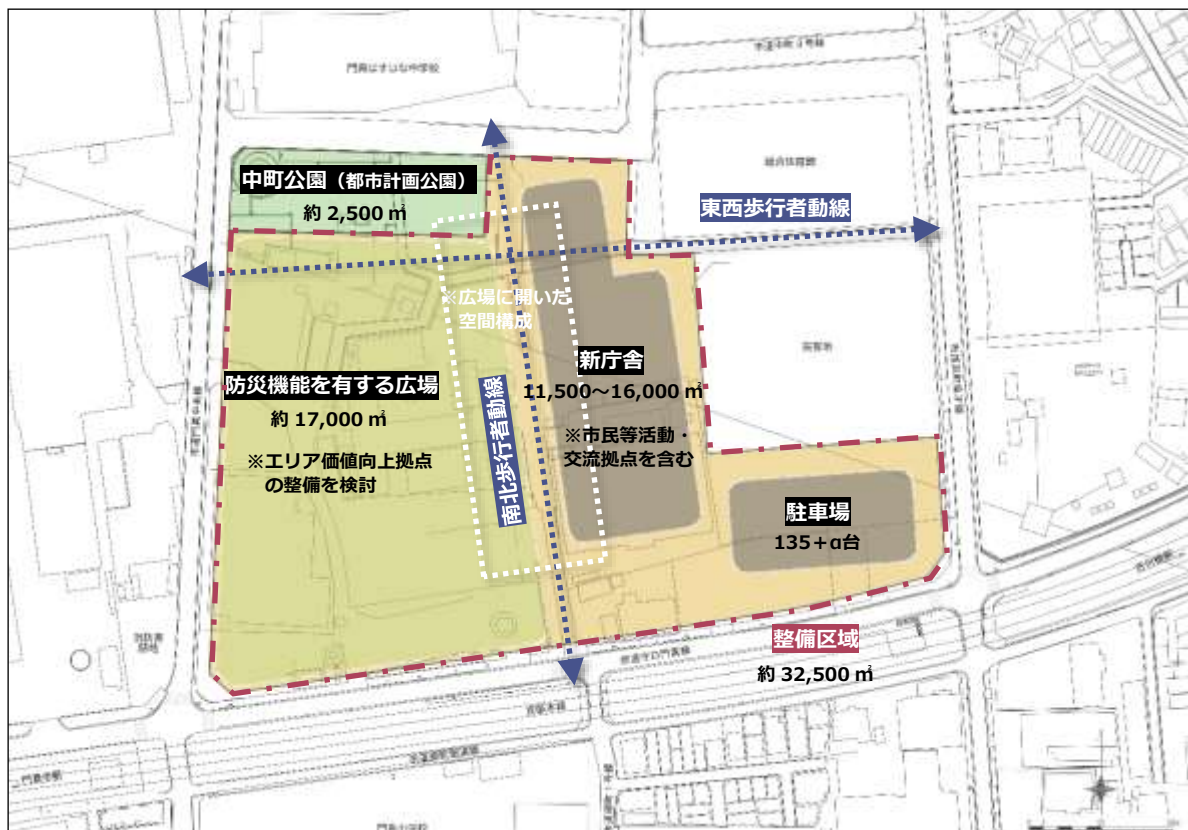 門真はすはな中学校
総合体育館
中町公園（都市計画公園）
約 2,500 ㎡
東西歩行者動線
※広場に開いた
空間構成
防災機能を有する広場
約 17,000 ㎡
※エリア価値向上拠点
の整備を検討
南北歩行者動線
新庁舎
11,500～16,000 ㎡
※市民等活動・
交流拠点を含む
駐車場
135＋α台
整備区域
約 32,500 ㎡
京阪本線